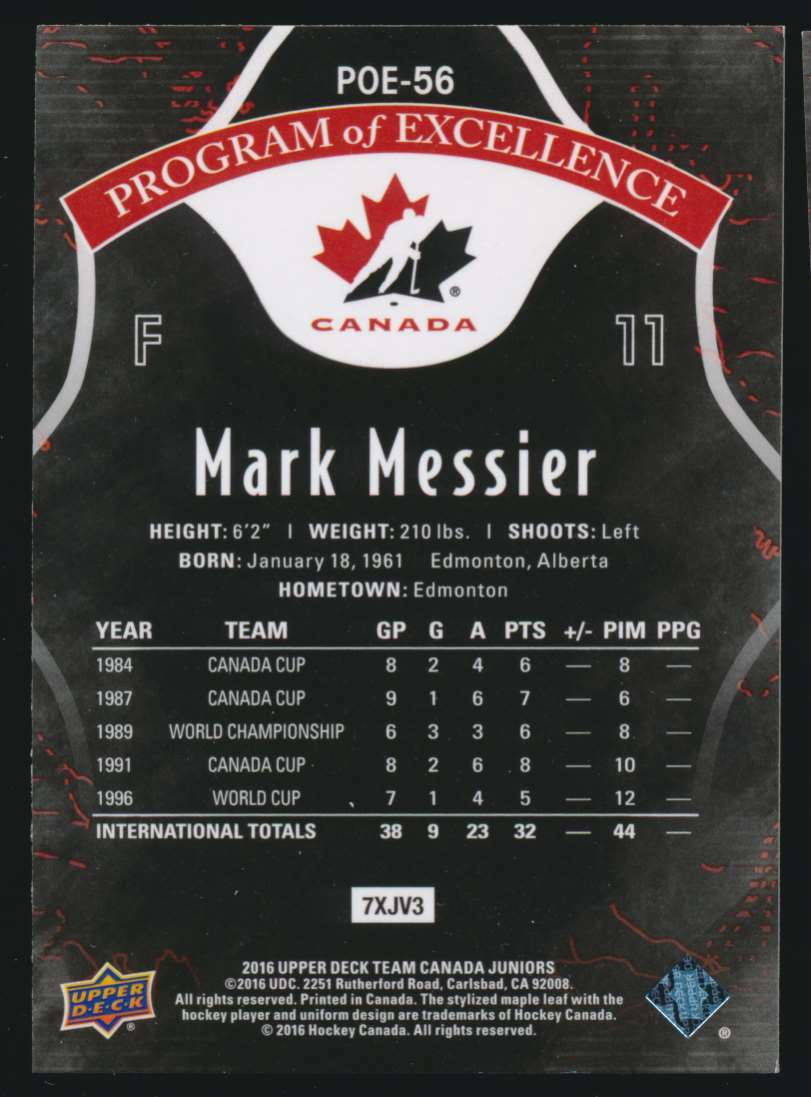 POE-56
PROGRAM of EXCELLENCE
®
CANADA
F 11
Mark Messier
HEIGHT: 6'2" | WEIGHT: 210 lbs. | SHOOTS: Left
BORN: January 18, 1961 Edmonton, Alberta
HOMETOWN: Edmonton
YEAR TEAM GP G A PTS +/- PIM PPG
1984 CANADA CUP 8 2 4 6 — 8 —
1987 CANADA CUP 9 1 6 7 — 6 —
1989 WORLD CHAMPIONSHIP 6 3 3 6 — 8 —
1991 CANADA CUP 8 2 6 8 — 10 —
1996 WORLD CUP 7 1 4 5 — 12 —
INTERNATIONAL TOTALS 38 9 23 32 — 44 —
7XJV3
2016 UPPER DECK TEAM CANADA JUNIORS
©2016 UDC. 2251 Rutherford Road, Carlsbad, CA 92008.
All rights reserved. Printed in Canada. The stylized maple leaf with the
hockey player and uniform design are trademarks of Hockey Canada.
© 2016 Hockey Canada. All rights reserved.
UPPER
D·E·C·K
®
®